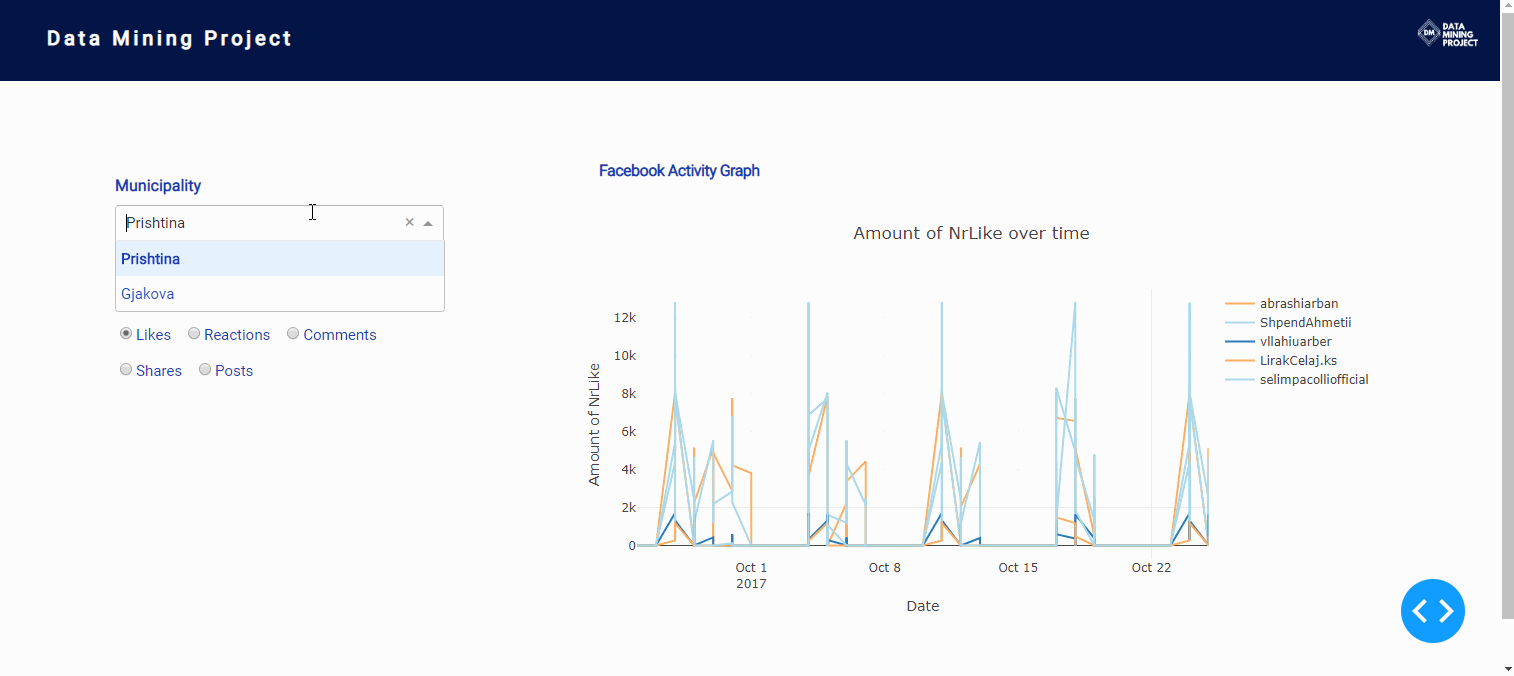 Data Mining Project
DM
DATA
MINING
PROJECT
Municipality
Prishtina ×
Prishtina
Gjakova
Likes Reactions Comments
Shares Posts
Facebook Activity Graph
Amount of NrLike over time
Amount of NrLike
12k
10k
8k
6k
4k
2k
0
Oct 1
2017
Oct 8
Oct 15
Oct 22
Date
abrashiarban
ShpendAhmetii
vllahiuarber
LirakCelaj.ks
selimpacolliofficial